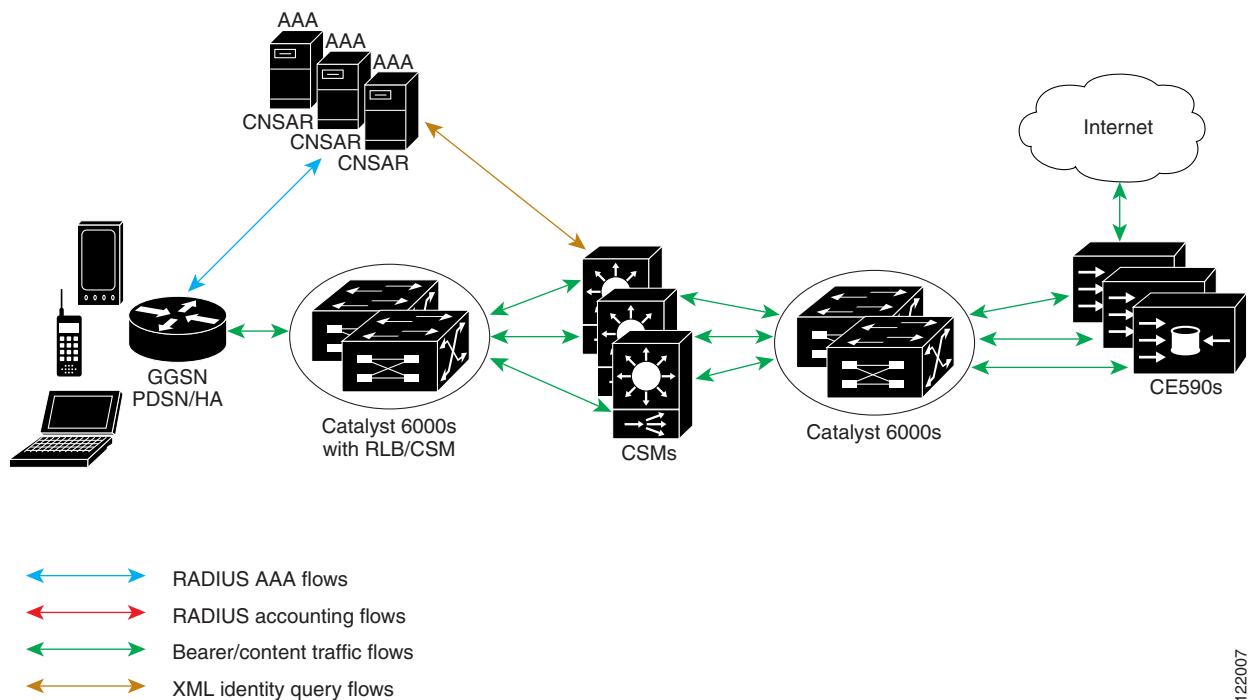 AAA
AAA
AAA
CNSAR
CNSAR
CNSAR
Internet
GGSN
PDSN/HA
Catalyst 6000s
with RLB/CSM
CSMs
Catalyst 6000s
CE590s
RADIUS AAA flows
RADIUS accounting flows
Bearer/content traffic flows
XML identity query flows
122007